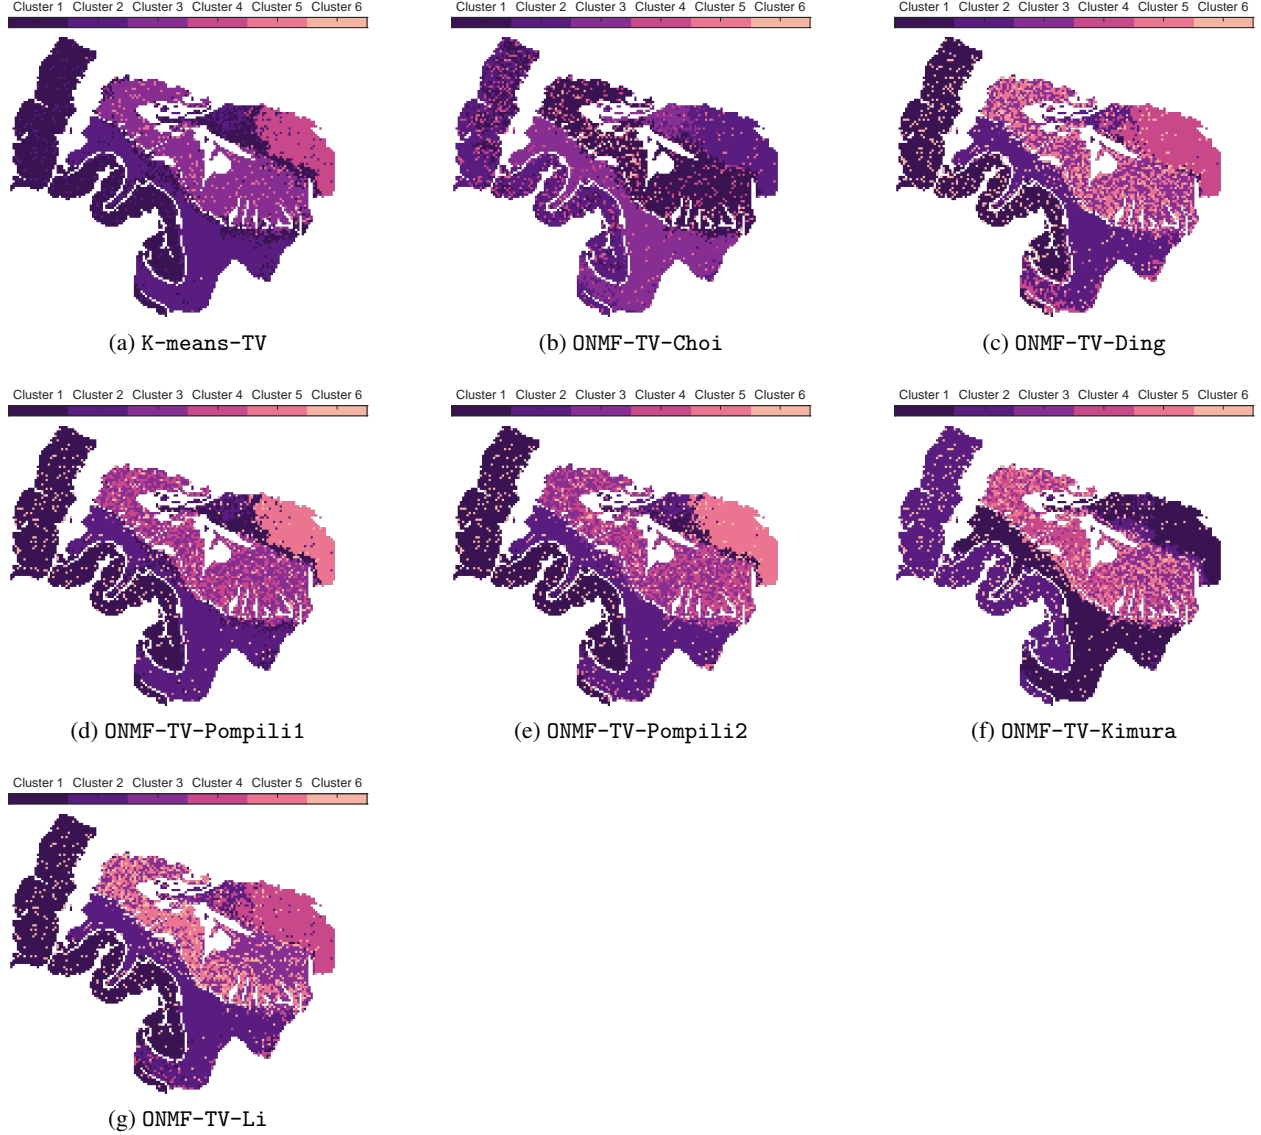 Cluster 1 Cluster 2 Cluster 3 Cluster 4 Cluster 5 Cluster 6
Cluster 1 Cluster 2 Cluster 3 Cluster 4 Cluster 5 Cluster 6
Cluster 1 Cluster 2 Cluster 3 Cluster 4 Cluster 5 Cluster 6
(a) K-means-TV
(b) ONMF-TV-Choi
(c) ONMF-TV-Ding
Cluster 1 Cluster 2 Cluster 3 Cluster 4 Cluster 5 Cluster 6
Cluster 1 Cluster 2 Cluster 3 Cluster 4 Cluster 5 Cluster 6
Cluster 1 Cluster 2 Cluster 3 Cluster 4 Cluster 5 Cluster 6
(d) ONMF-TV-Pompili1
(e) ONMF-TV-Pompili2
(f) ONMF-TV-Kimura
Cluster 1 Cluster 2 Cluster 3 Cluster 4 Cluster 5 Cluster 6
(g) ONMF-TV-Li